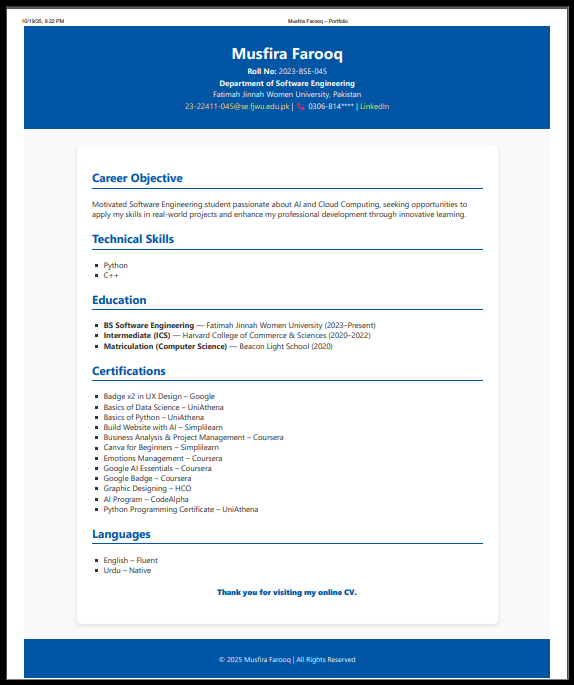 10/19/25, 9:22 PM Musfira Farooq – Portfolio
Musfira Farooq
Roll No: 2023-BSE-045
Department of Software Engineering
Fatimah Jinnah Women University, Pakistan
23-22411-045@se.fjwu.edu.pk | 📞 0306-814**** | LinkedIn
Career Objective
Motivated Software Engineering student passionate about AI and Cloud Computing, seeking opportunities to
apply my skills in real-world projects and enhance my professional development through innovative learning.
Technical Skills
▪ Python
▪ C++
Education
▪ BS Software Engineering — Fatimah Jinnah Women University (2023–Present)
▪ Intermediate (ICS) — Harvard College of Commerce & Sciences (2020–2022)
▪ Matriculation (Computer Science) — Beacon Light School (2020)
Certifications
▪ Badge x2 in UX Design – Google
▪ Basics of Data Science – UniAthena
▪ Basics of Python – UniAthena
▪ Build Website with AI – Simplilearn
▪ Business Analysis & Project Management – Coursera
▪ Canva for Beginners – Simplilearn
▪ Emotions Management – Coursera
▪ Google AI Essentials – Coursera
▪ Google Badge – Coursera
▪ Graphic Designing – HCO
▪ AI Program – CodeAlpha
▪ Python Programming Certificate – UniAthena
Languages
▪ English – Fluent
▪ Urdu – Native
Thank you for visiting my online CV.
© 2025 Musfira Farooq | All Rights Reserved